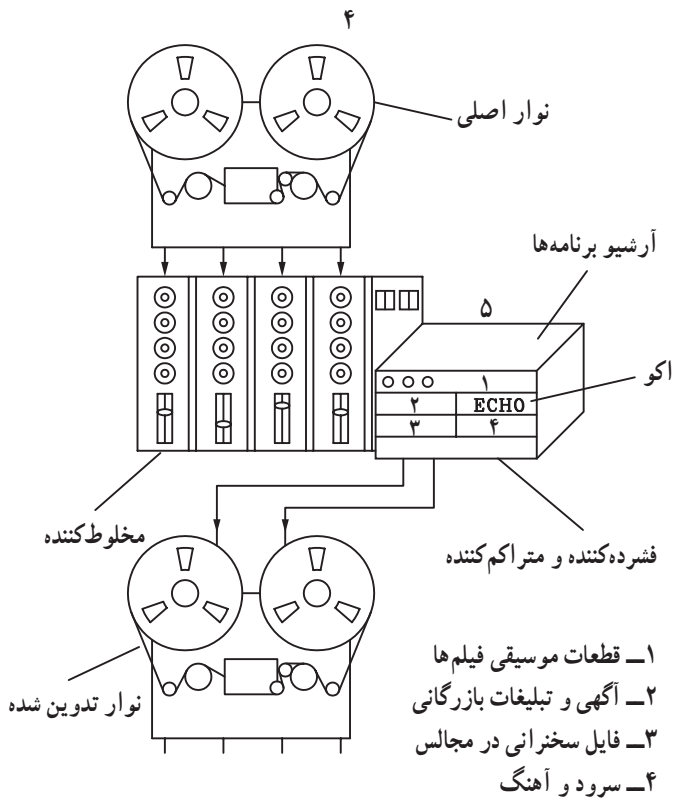 ۴
نوار اصلی
آرشیو برنامه‌ها
۵
اکو
۱
۲ ECHO
۳ ۴
مخلوط‌کننده
فشرده‌کننده و متراکم‌کننده
نوار تدوین شده
۱ــ قطعات موسیقی فیلم‌ها
۲ــ آگهی و تبلیغات بازرگانی
۳ــ فایل سخنرانی در مجالس
۴ــ سرود و آهنگ